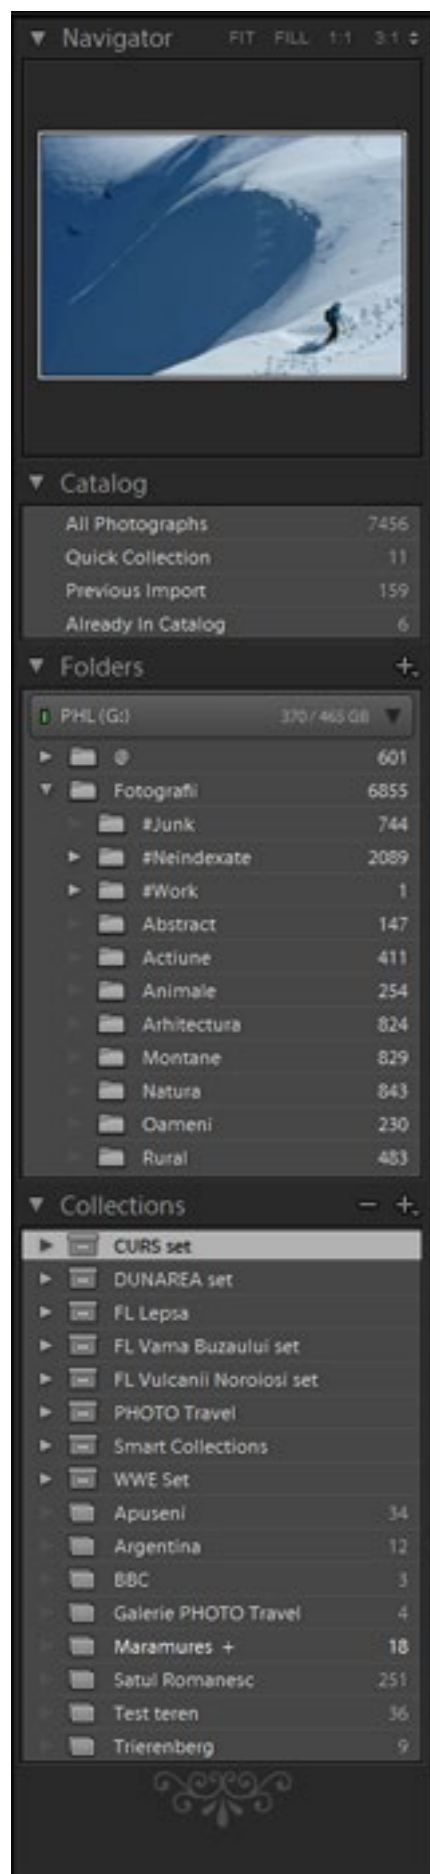 Navigator FIT FILL 1:1 3:1
Catalog
All Photographs 7456
Quick Collection 11
Previous Import 159
Already In Catalog 6
Folders +
PHL (G:) 370 / 465 GB
@ 601
Fotografii 6855
#Junk 744
#Neindexate 2089
#Work 1
Abstract 147
Actiune 411
Animale 254
Arhitectura 824
Montane 829
Natura 843
Oameni 230
Rural 483
Collections − +
CURS set
DUNAREA set
FL Lepsa
FL Vama Buzaului set
FL Vulcanii Noroiosi set
PHOTO Travel
Smart Collections
WWE Set
Apuseni 34
Argentina 12
BBC 3
Galerie PHOTO Travel 4
Maramures + 18
Satul Romanesc 251
Test teren 36
Trierenberg 9